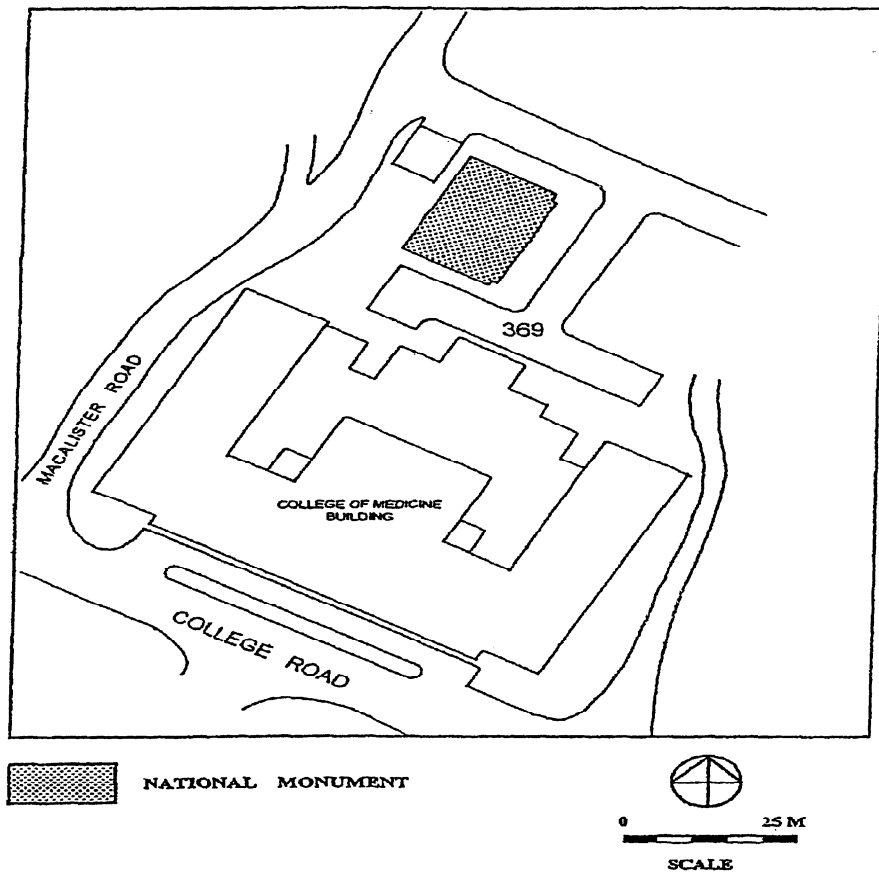 369
MACALISTER ROAD
COLLEGE OF MEDICINE
BUILDING
COLLEGE ROAD
NATIONAL MONUMENT
0 25 M
SCALE